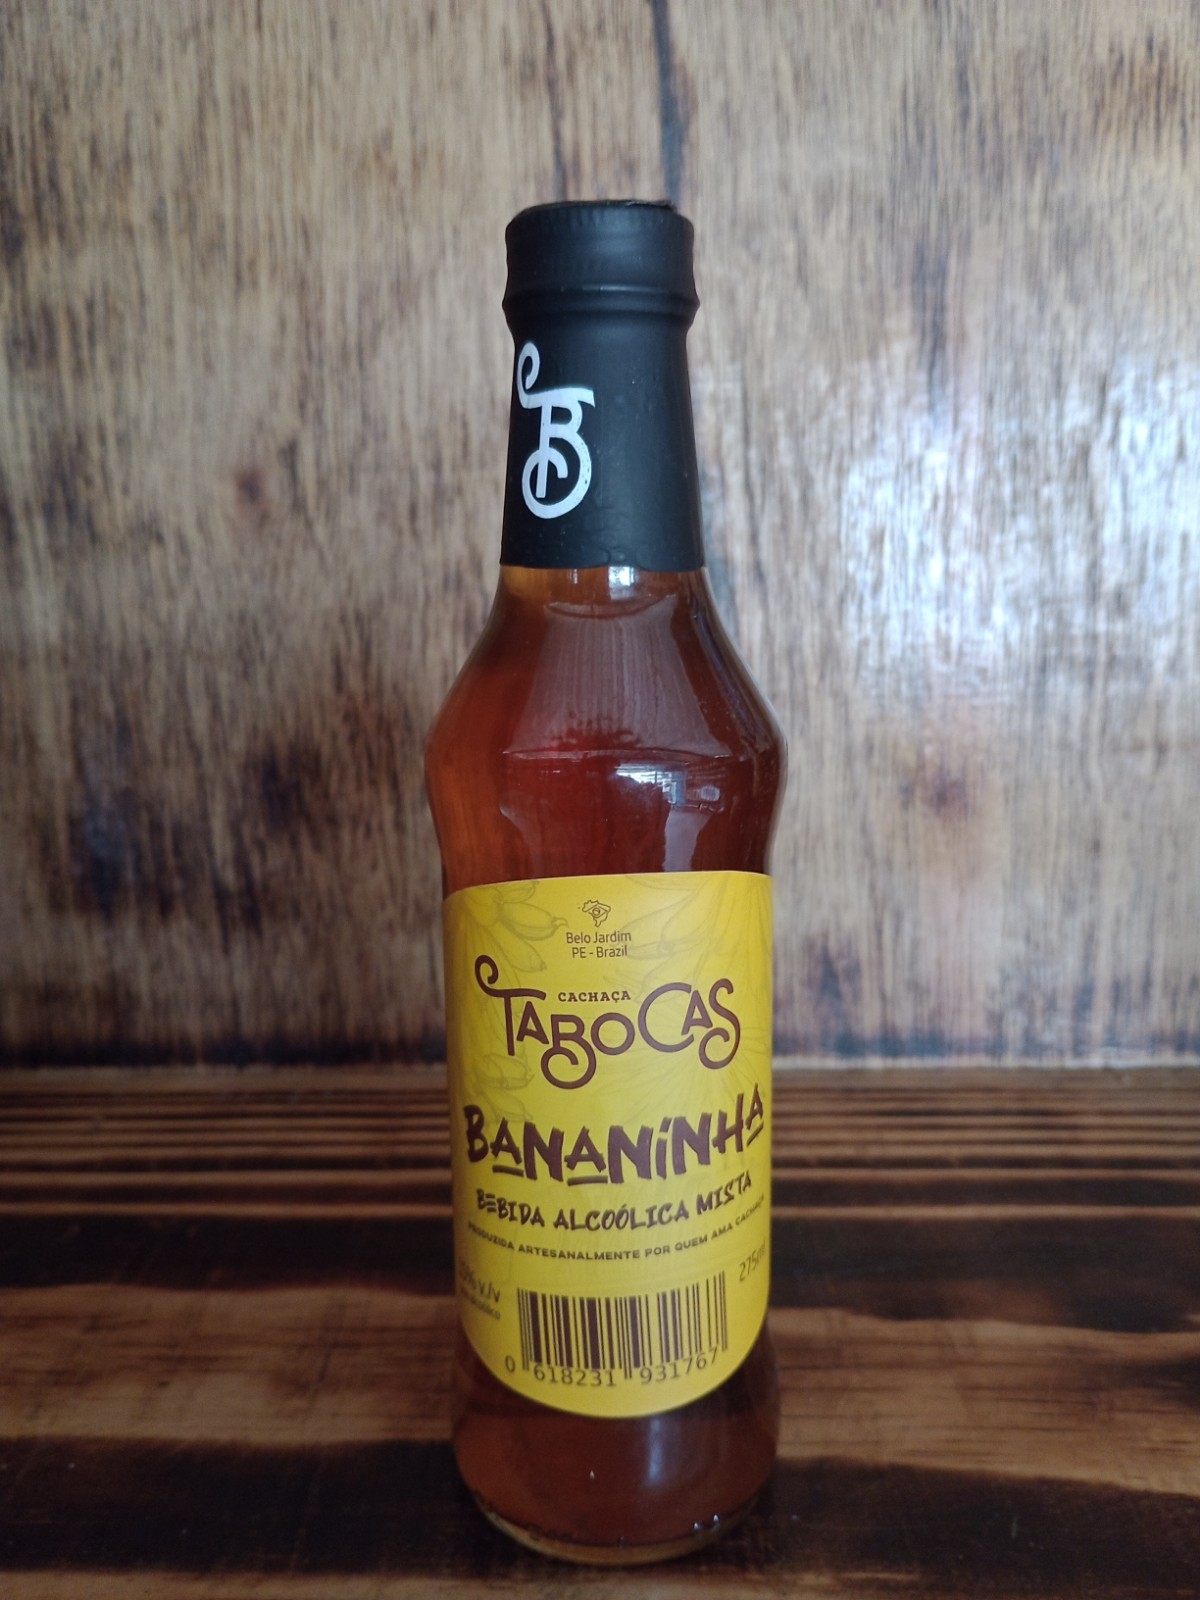 Belo Jardim
PE - Brazil
CACHAÇA
TABOCAS
BANANINHA
BEBIDA ALCOÓLICA MISTA
PRODUZIDA ARTESANALMENTE POR QUEM AMA CACHAÇA
% v/v
275ml
0 618231 931767